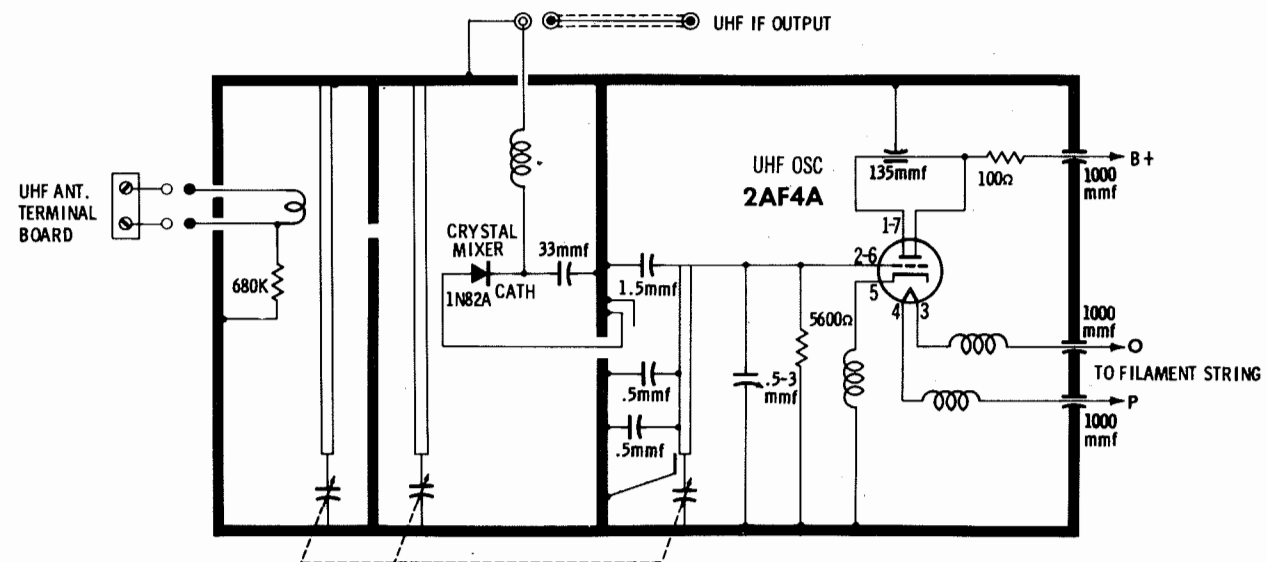 UHF IF OUTPUT
UHF ANT.
TERMINAL
BOARD
680K
CRYSTAL
MIXER
1N82A
CATH
33mmf
1.5mmf
.5mmf
.5mmf
UHF OSC
2AF4A
135mmf
100Ω
1000
mmf
B+
1-7
2-6
5
4
3
5600Ω
.5-3
mmf
1000
mmf
O
TO FILAMENT STRING
P
1000
mmf